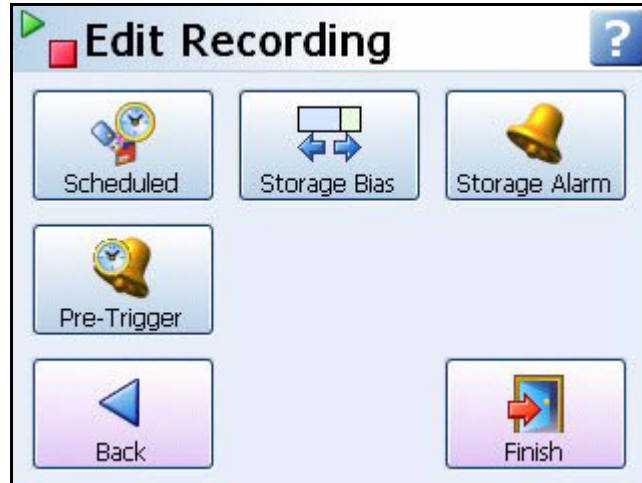 Edit Recording
?
Scheduled
Storage Bias
Storage Alarm
Pre-Trigger
Back
Finish